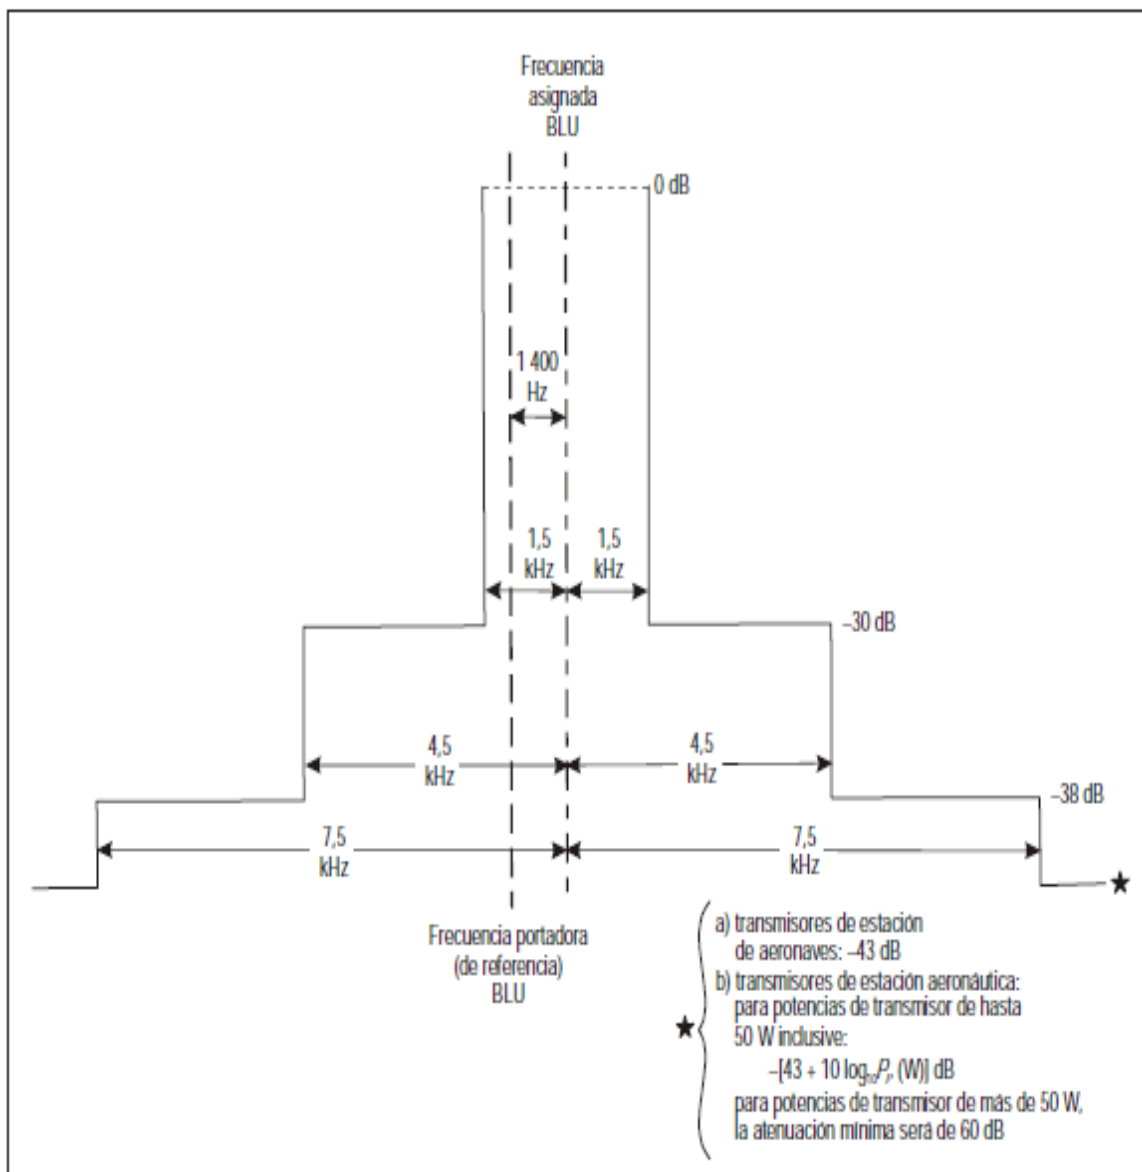 Frecuencia
asignada
BLU
0 dB
1 400
Hz
1,5
kHz
1,5
kHz
–30 dB
4,5
kHz
4,5
kHz
–38 dB
7,5
kHz
7,5
kHz
★
Frecuencia portadora
(de referencia)
BLU
★
a) transmisores de estación
de aeronaves: –43 dB
b) transmisores de estación aeronáutica:
para potencias de transmisor de hasta
50 W inclusive:
–[43 + 10 log₁₀ (W)] dB
para potencias de transmisor de más de 50 W,
la atenuación mínima será de 60 dB